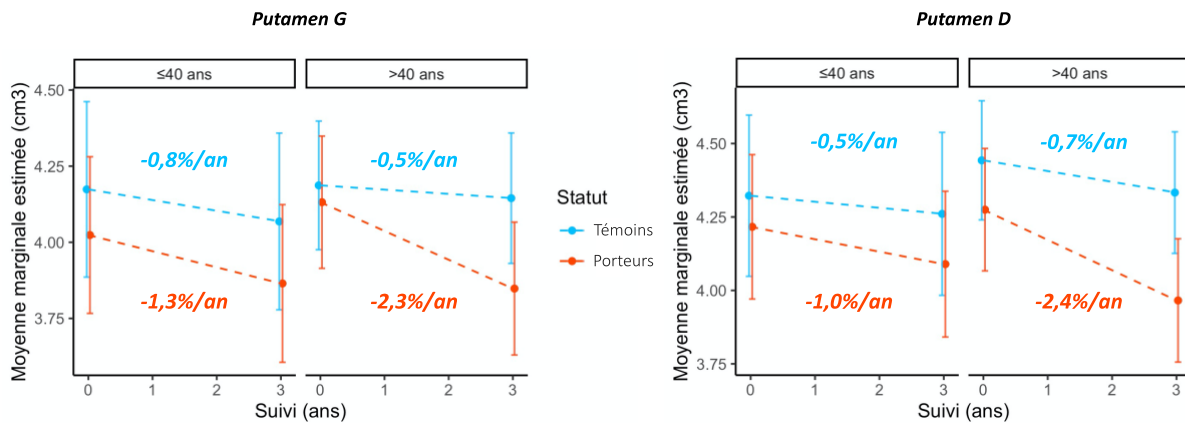 Putamen G
Putamen D
≤40 ans
>40 ans
Moyenne marginale estimée (cm3)
4.50
4.25
4.00
3.75
-0,8%/an
-0,5%/an
-1,3%/an
-2,3%/an
0 1 2 3
0 1 2 3
Suivi (ans)
Statut
Témoins
Porteurs
≤40 ans
>40 ans
Moyenne marginale estimée (cm3)
4.50
4.25
4.00
3.75
-0,5%/an
-0,7%/an
-1,0%/an
-2,4%/an
0 1 2 3
0 1 2 3
Suivi (ans)